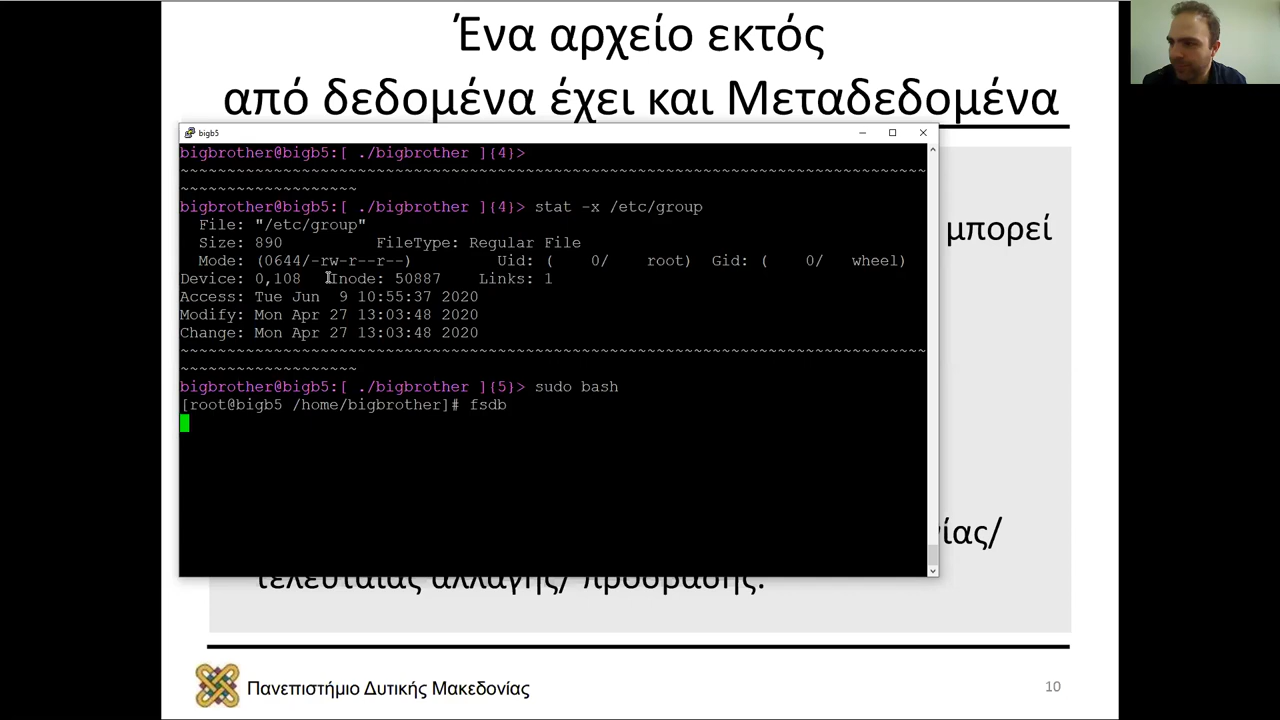 Ένα αρχείο εκτός
από δεδομένα έχει και Μεταδεδομένα
bigb5
bigbrother@bigb5:[ ./bigbrother ]{4}>
~~~~~~~~~~~~~~~~~~~~~~~~~~~~~~~~~~~~~~~~~~~~~~~~~~~~~~~~~~~~~~~~~~~~~~~~~~~~~~~~
~~~~~~~~~~~~~~~~~~~
bigbrother@bigb5:[ ./bigbrother ]{4}> stat -x /etc/group
File: "/etc/group"
Size: 890 FileType: Regular File
Mode: (0644/-rw-r--r--) Uid: ( 0/ root) Gid: ( 0/ wheel)
Device: 0,108 Inode: 50887 Links: 1
Access: Tue Jun 9 10:55:37 2020
Modify: Mon Apr 27 13:03:48 2020
Change: Mon Apr 27 13:03:48 2020
~~~~~~~~~~~~~~~~~~~~~~~~~~~~~~~~~~~~~~~~~~~~~~~~~~~~~~~~~~~~~~~~~~~~~~~~~~~~~~~~
~~~~~~~~~~~~~~~~~~~
bigbrother@bigb5:[ ./bigbrother ]{5}> sudo bash
[root@bigb5 /home/bigbrother]# fsdb
μπορεί
τελευταίας αλλαγής/ πρόσβασης.
Πανεπιστήμιο Δυτικής Μακεδονίας
10